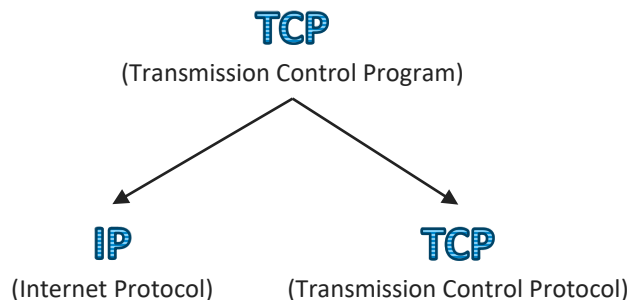 TCP
(Transmission Control Program)
IP
TCP
(Internet Protocol)
(Transmission Control Protocol)